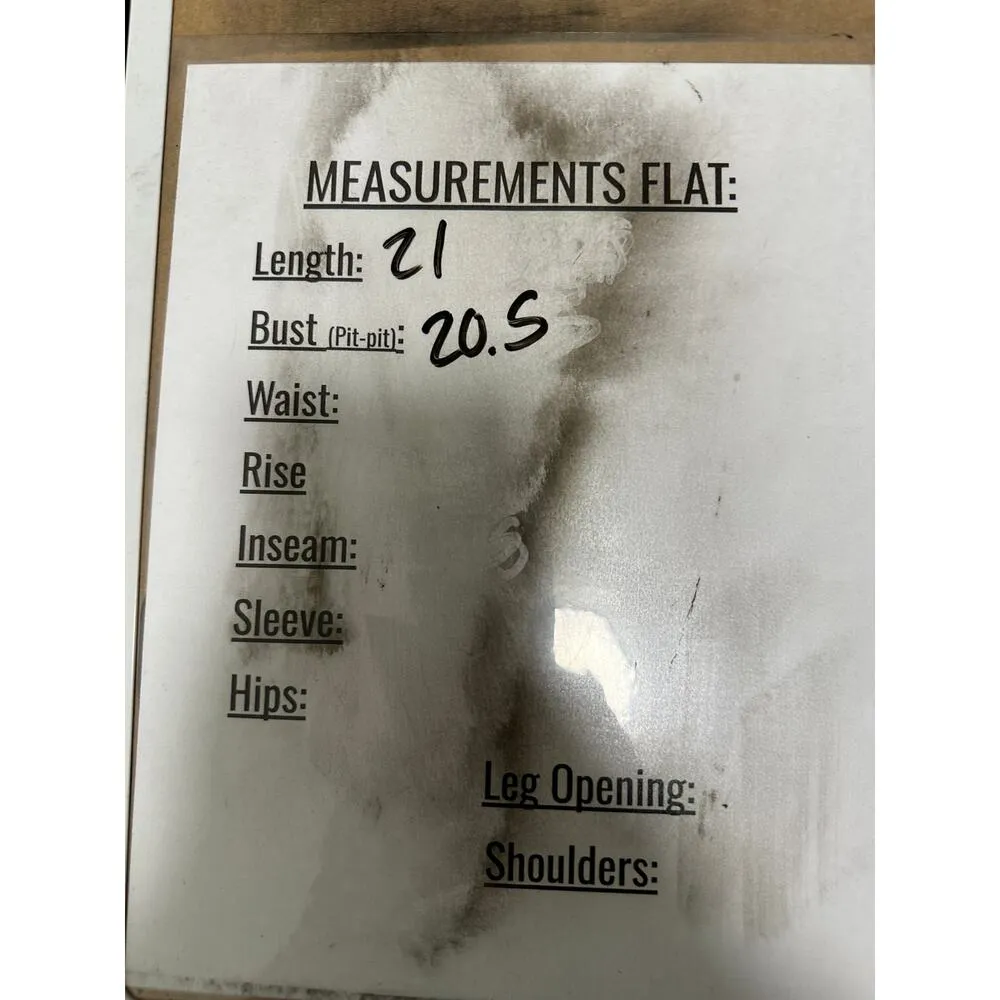 MEASUREMENTS FLAT:
Length: 21
Bust (Pit-pit): 20.5
Waist:
Rise
Inseam:
Sleeve:
Hips:
Leg Opening:
Shoulders: